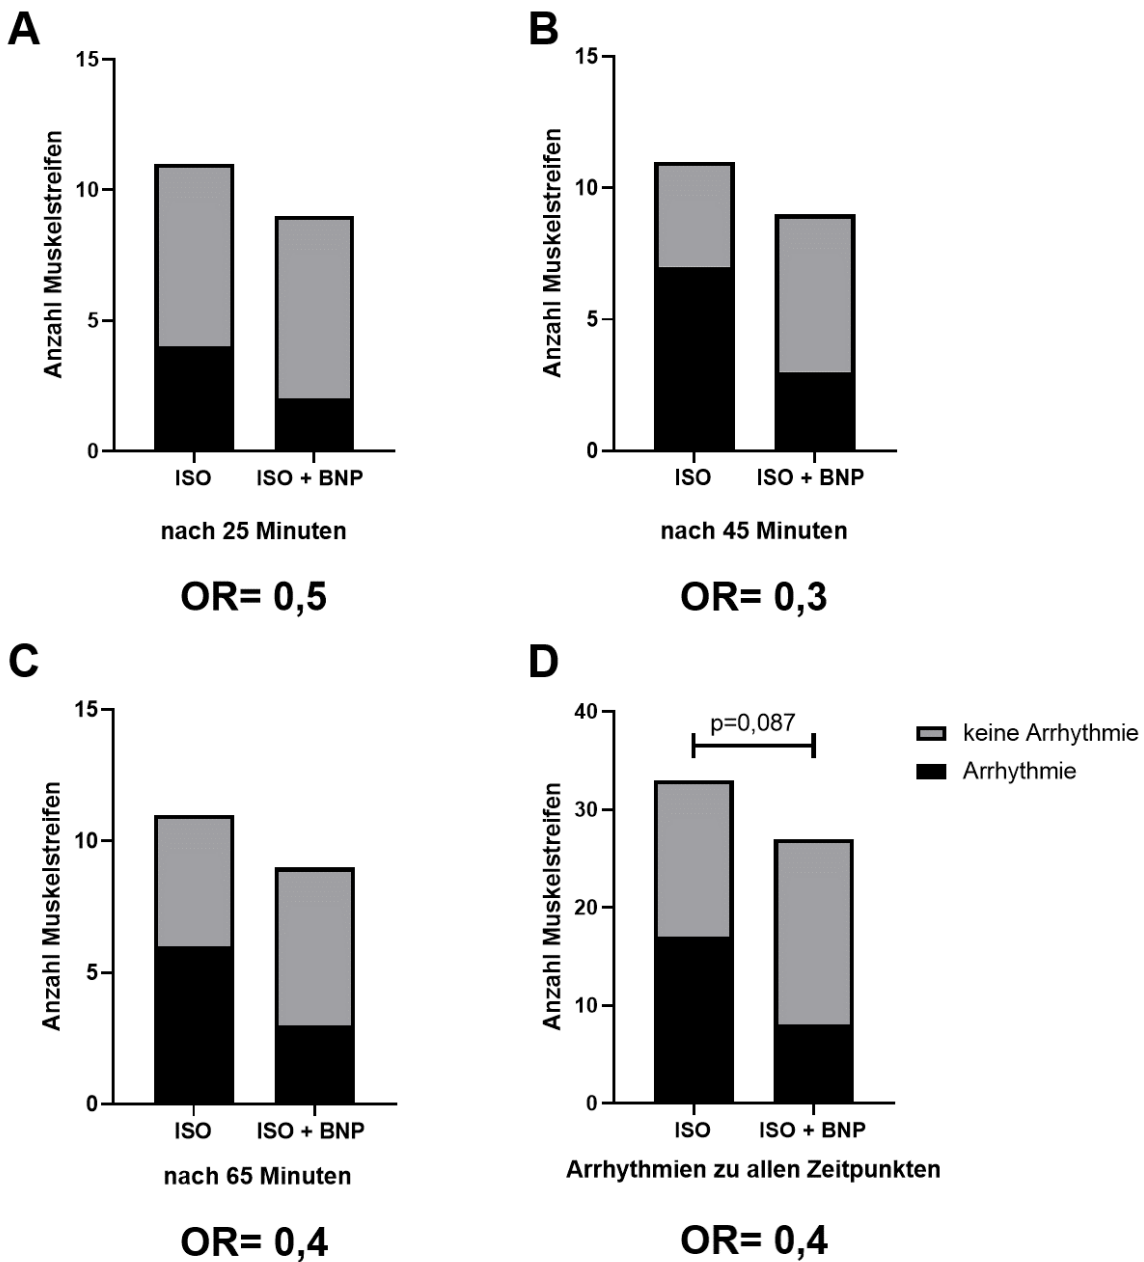 A
15
10
5
0
Anzahl Muskelstreifen
ISO
ISO + BNP
nach 25 Minuten
OR= 0,5
B
15
10
5
0
Anzahl Muskelstreifen
ISO
ISO + BNP
nach 45 Minuten
OR= 0,3
C
15
10
5
0
Anzahl Muskelstreifen
ISO
ISO + BNP
nach 65 Minuten
OR= 0,4
D
40
30
20
10
0
Anzahl Muskelstreifen
p=0,087
ISO
ISO + BNP
Arrhythmien zu allen Zeitpunkten
OR= 0,4
keine Arrhythmie
Arrhythmie